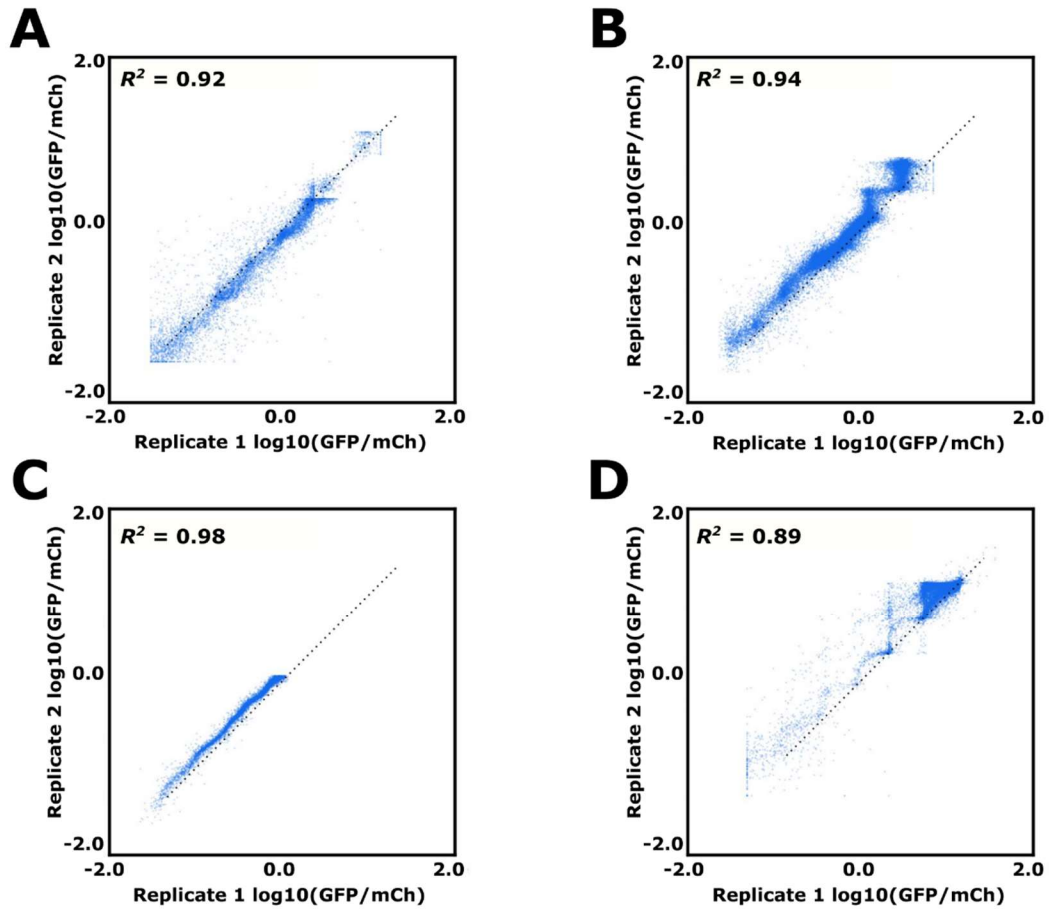 A
2.0
R² = 0.92
Replicate 2 log10(GFP/mCh)
0.0
-2.0
-2.0 0.0 2.0
Replicate 1 log10(GFP/mCh)
B
2.0
R² = 0.94
Replicate 2 log10(GFP/mCh)
0.0
-2.0
-2.0 0.0 2.0
Replicate 1 log10(GFP/mCh)
C
2.0
R² = 0.98
Replicate 2 log10(GFP/mCh)
0.0
-2.0
-2.0 0.0 2.0
Replicate 1 log10(GFP/mCh)
D
2.0
R² = 0.89
Replicate 2 log10(GFP/mCh)
0.0
-2.0
-2.0 0.0 2.0
Replicate 1 log10(GFP/mCh)